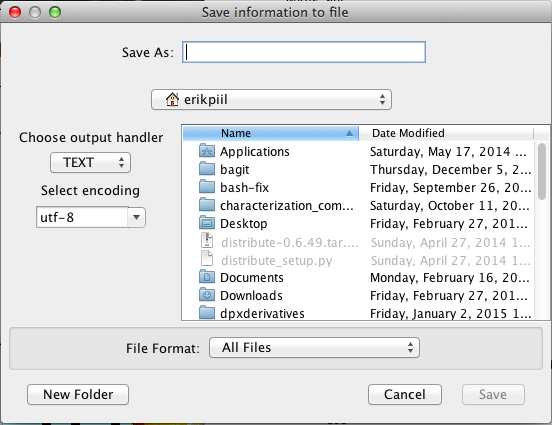 Save information to file
Save As:
erikpiil
Choose output handler
TEXT
Select encoding
utf-8
Name Date Modified
Applications Saturday, May 17, 2014 ...
bagit Thursday, December 5, 2...
bash-fix Friday, September 26, 20...
characterization_com... Saturday, October 11, 20...
Desktop Friday, February 27, 201...
distribute-0.6.49.tar.... Sunday, April 27, 2014 1...
distribute_setup.py Sunday, April 27, 2014 1...
Documents Monday, February 16, 20...
Downloads Friday, February 27, 201...
dpxderivatives Friday, January 2, 2015 1...
File Format: All Files
New Folder Cancel Save